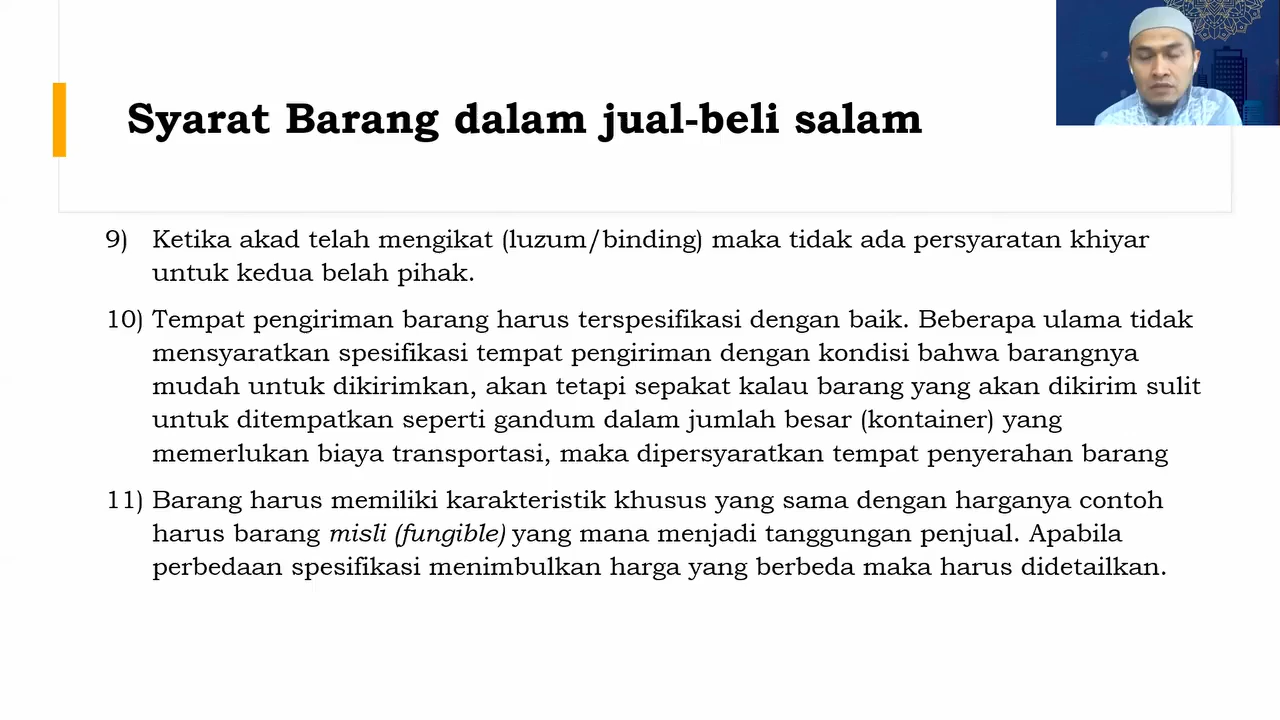 Syarat Barang dalam jual-beli salam
9) Ketika akad telah mengikat (luzum/binding) maka tidak ada persyaratan khiyar
untuk kedua belah pihak.
10) Tempat pengiriman barang harus terspesifikasi dengan baik. Beberapa ulama tidak
mensyaratkan spesifikasi tempat pengiriman dengan kondisi bahwa barangnya
mudah untuk dikirimkan, akan tetapi sepakat kalau barang yang akan dikirim sulit
untuk ditempatkan seperti gandum dalam jumlah besar (kontainer) yang
memerlukan biaya transportasi, maka dipersyaratkan tempat penyerahan barang
11) Barang harus memiliki karakteristik khusus yang sama dengan harganya contoh
harus barang misli (fungible) yang mana menjadi tanggungan penjual. Apabila
perbedaan spesifikasi menimbulkan harga yang berbeda maka harus didetailkan.